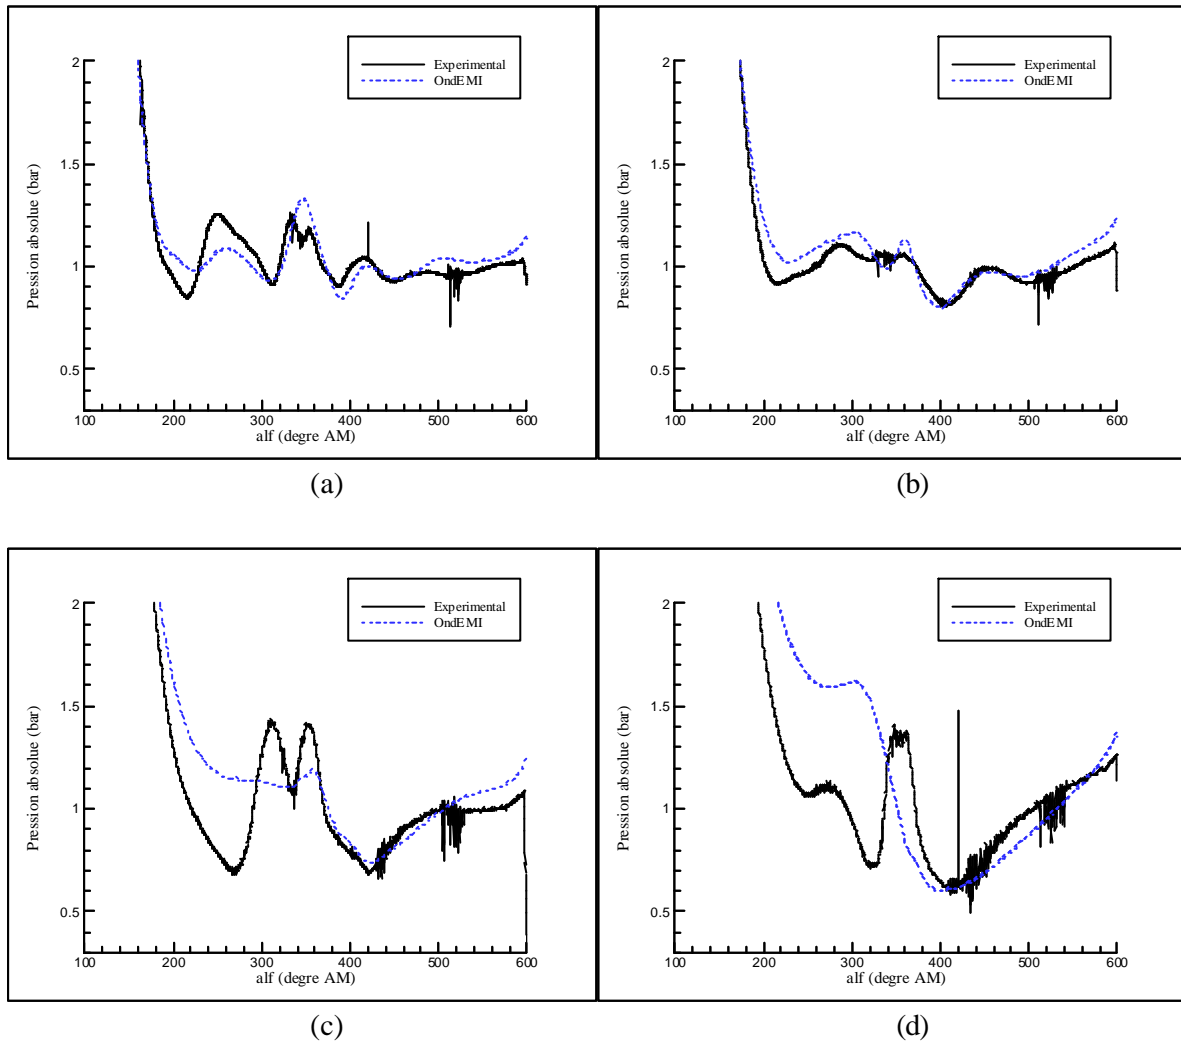 Experimental
OndEMI
Pression absolue (bar)
2
1.5
1
0.5
100 200 300 400 500 600
alf (degre AM)
(a)
Experimental
OndEMI
Pression absolue (bar)
2
1.5
1
0.5
100 200 300 400 500 600
alf (degre AM)
(b)
Experimental
OndEMI
Pression absolue (bar)
2
1.5
1
0.5
100 200 300 400 500 600
alf (degre AM)
(c)
Experimental
OndEMI
Pression absolue (bar)
2
1.5
1
0.5
100 200 300 400 500 600
alf (degre AM)
(d)